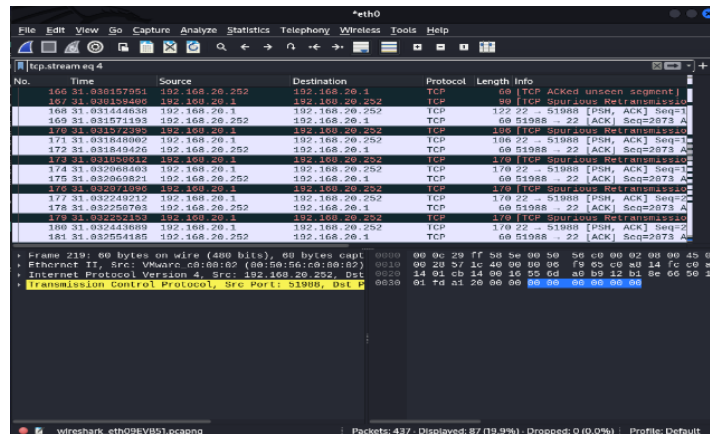 *eth0
File Edit View Go Capture Analyze Statistics Telephony Wireless Tools Help
tcp.stream eq 4
No. Time Source Destination Protocol Length Info
166 31.030157951 192.168.20.252 192.168.20.1 TCP 60 [TCP ACKed unseen segment]
167 31.030159406 192.168.20.1 192.168.20.252 TCP 90 [TCP Spurious Retransmissio
168 31.031444638 192.168.20.1 192.168.20.252 TCP 122 22 → 51988 [PSH, ACK] Seq=1
169 31.031571193 192.168.20.252 192.168.20.1 TCP 60 51988 → 22 [ACK] Seq=2073 A
170 31.031572395 192.168.20.1 192.168.20.252 TCP 106 [TCP Spurious Retransmissio
171 31.031848002 192.168.20.1 192.168.20.252 TCP 106 22 → 51988 [PSH, ACK] Seq=1
172 31.031849426 192.168.20.252 192.168.20.1 TCP 60 51988 → 22 [ACK] Seq=2073 A
173 31.031850612 192.168.20.1 192.168.20.252 TCP 170 [TCP Spurious Retransmissio
174 31.032068403 192.168.20.1 192.168.20.252 TCP 170 22 → 51988 [PSH, ACK] Seq=1
175 31.032069821 192.168.20.252 192.168.20.1 TCP 60 51988 → 22 [ACK] Seq=2073 A
176 31.032071096 192.168.20.1 192.168.20.252 TCP 170 [TCP Spurious Retransmissio
177 31.032249212 192.168.20.1 192.168.20.252 TCP 170 22 → 51988 [PSH, ACK] Seq=2
178 31.032250703 192.168.20.252 192.168.20.1 TCP 60 51988 → 22 [ACK] Seq=2073 A
179 31.032252153 192.168.20.1 192.168.20.252 TCP 170 [TCP Spurious Retransmissio
180 31.032443689 192.168.20.1 192.168.20.252 TCP 170 22 → 51988 [PSH, ACK] Seq=2
181 31.032554185 192.168.20.252 192.168.20.1 TCP 60 51988 → 22 [ACK] Seq=2073 A
Frame 219: 60 bytes on wire (480 bits), 60 bytes capt
Ethernet II, Src: VMware_c0:00:02 (00:50:56:c0:00:02)
Internet Protocol Version 4, Src: 192.168.20.252, Dst
Transmission Control Protocol, Src Port: 51988, Dst P
0000 00 0c 29 ff 58 5e 00 50 56 c0 00 02 08 00 45 0
0010 00 28 57 1c 40 00 00 06 f9 65 c0 a8 14 fc c0 a
0020 14 01 cb 14 00 16 55 6d a0 b9 12 b1 8e 66 50 1
0030 01 fd a1 20 00 00 00 00 00 00 00 00
wireshark_eth09EVB51.pcapng Packets: 437 · Displayed: 87 (19.9%) · Dropped: 0 (0.0%) Profile: Default